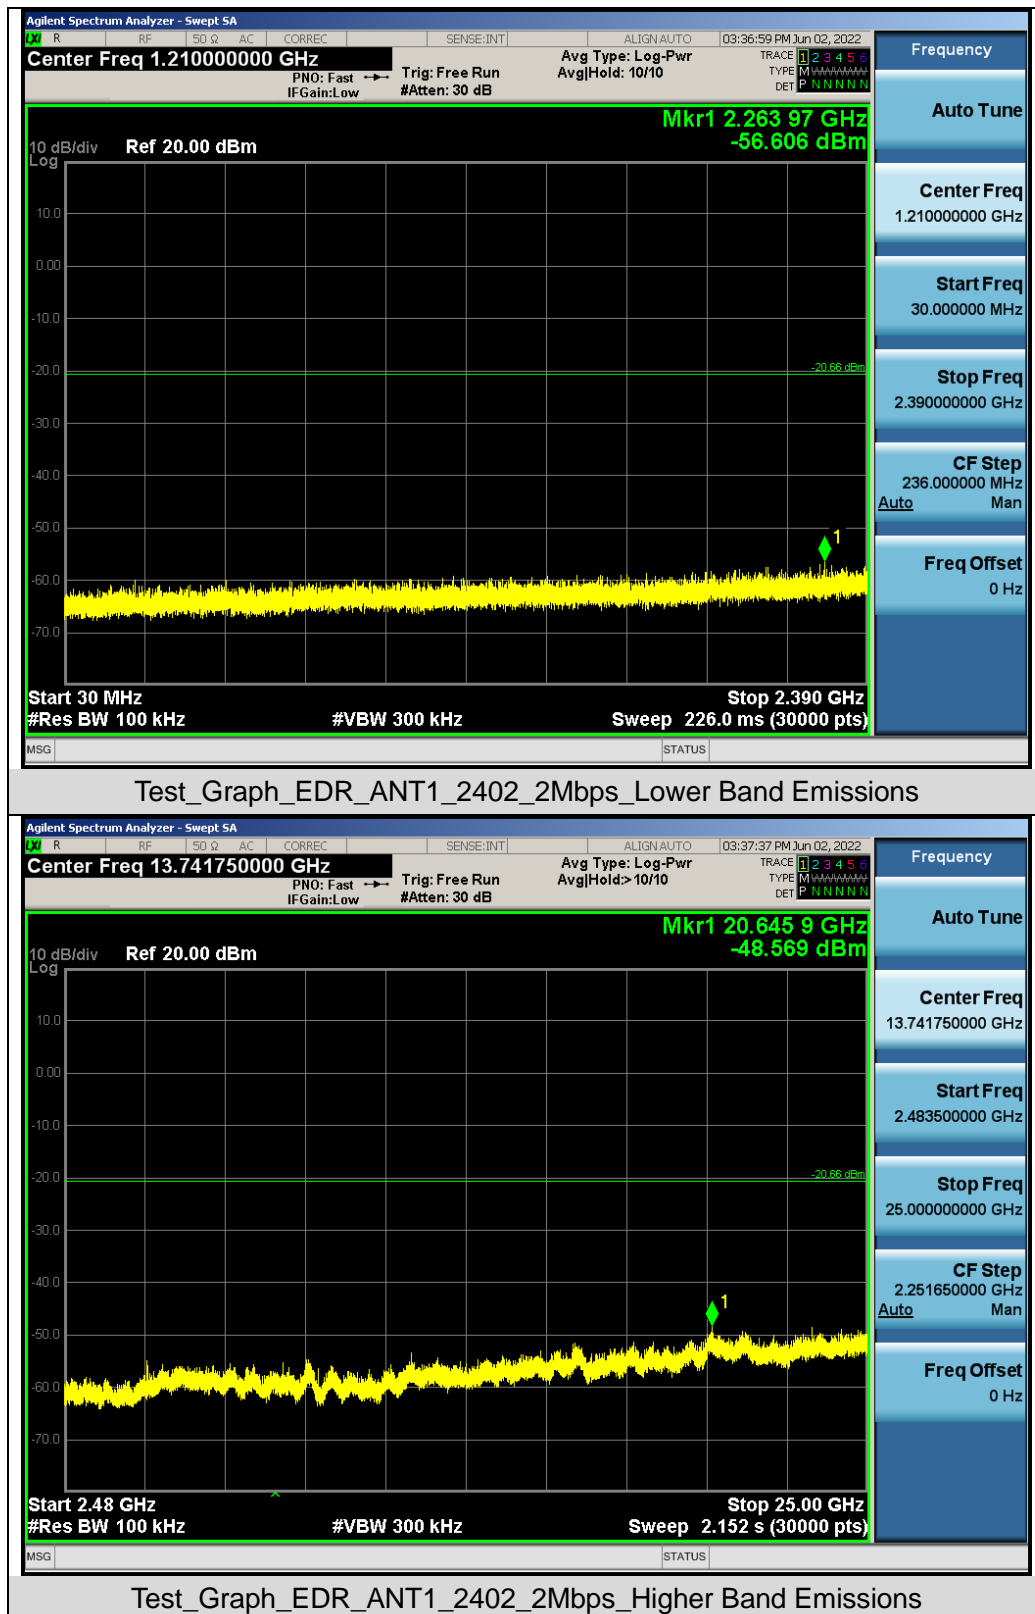 Agilent Spectrum Analyzer - Swept SA
LXI R RF 50 Ω AC CORREC SENSE:INT ALIGN AUTO 03:36:59 PM Jun 02, 2022
Center Freq 1.210000000 GHz
PNO: Fast
IFGain:Low
Trig: Free Run
#Atten: 30 dB
Avg Type: Log-Pwr
Avg|Hold: 10/10
TRACE 1 2 3 4 5 6
TYPE M
DET P N N N N N
Mkr1 2.263 97 GHz
-56.606 dBm
10 dB/div Ref 20.00 dBm
Log
10.0
0.00
-10.0
-20.0
-20.66 dBm
-30.0
-40.0
-50.0
1
-60.0
-70.0
Start 30 MHz Stop 2.390 GHz
#Res BW 100 kHz #VBW 300 kHz Sweep 226.0 ms (30000 pts)
MSG STATUS
Frequency
Auto Tune
Center Freq
1.210000000 GHz
Start Freq
30.000000 MHz
Stop Freq
2.390000000 GHz
CF Step
236.000000 MHz
Auto Man
Freq Offset
0 Hz
Test_Graph_EDR_ANT1_2402_2Mbps_Lower Band Emissions
Agilent Spectrum Analyzer - Swept SA
LXI R RF 50 Ω AC CORREC SENSE:INT ALIGN AUTO 03:37:37 PM Jun 02, 2022
Center Freq 13.741750000 GHz
PNO: Fast
IFGain:Low
Trig: Free Run
#Atten: 30 dB
Avg Type: Log-Pwr
Avg|Hold:> 10/10
TRACE 1 2 3 4 5 6
TYPE M
DET P N N N N N
Mkr1 20.645 9 GHz
-48.569 dBm
10 dB/div Ref 20.00 dBm
Log
10.0
0.00
-10.0
-20.0
-20.66 dBm
-30.0
-40.0
1
-50.0
-60.0
-70.0
Start 2.48 GHz Stop 25.00 GHz
#Res BW 100 kHz #VBW 300 kHz Sweep 2.152 s (30000 pts)
MSG STATUS
Frequency
Auto Tune
Center Freq
13.741750000 GHz
Start Freq
2.483500000 GHz
Stop Freq
25.000000000 GHz
CF Step
2.251650000 GHz
Auto Man
Freq Offset
0 Hz
Test_Graph_EDR_ANT1_2402_2Mbps_Higher Band Emissions